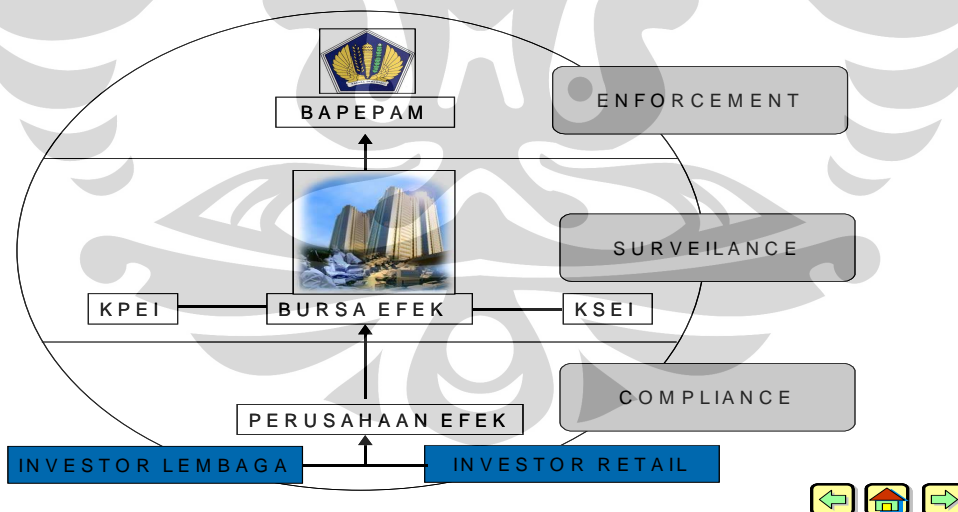 BAPEPAM
ENFORCEMENT
SURVEILANCE
KPEI
BURSA EFEK
KSEI
COMPLIANCE
PERUSAHAAN EFEK
INVESTOR LEMBAGA
INVESTOR RETAIL